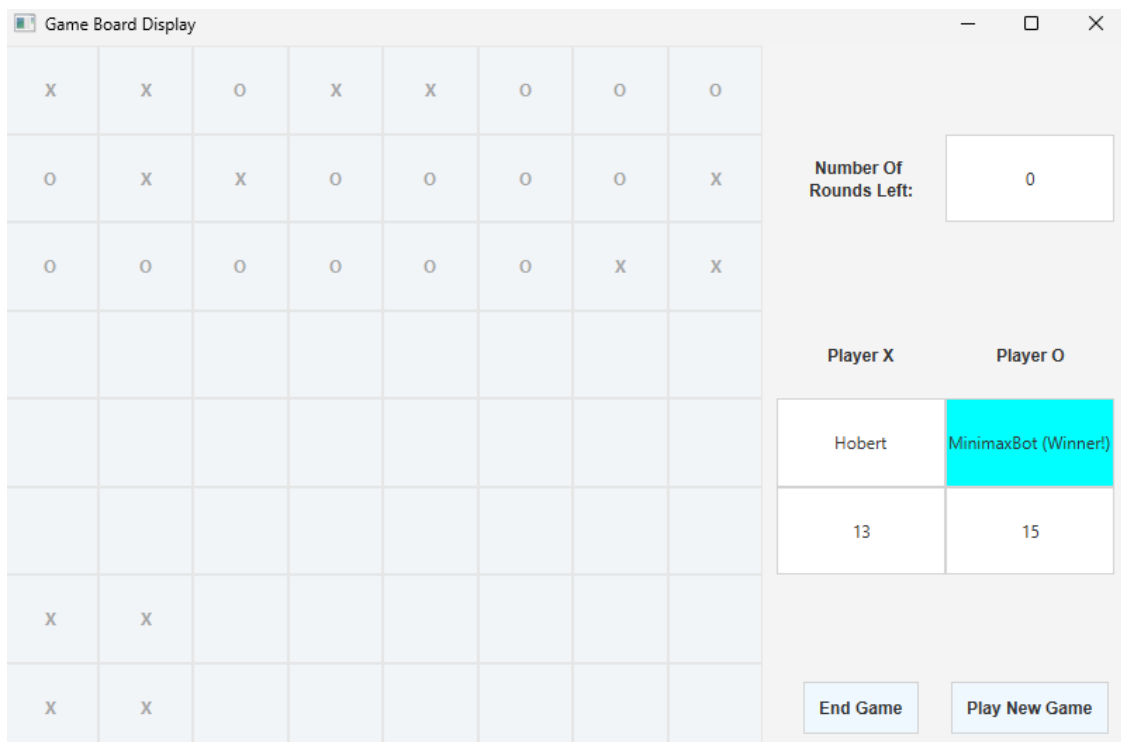 Game Board Display
X X O X X O O O
O X X O O O O X
Number Of
Rounds Left:
0
O O O O O O X X
Player X Player O
Hobert MinimaxBot (Winner!)
13 15
X X
X X
End Game Play New Game